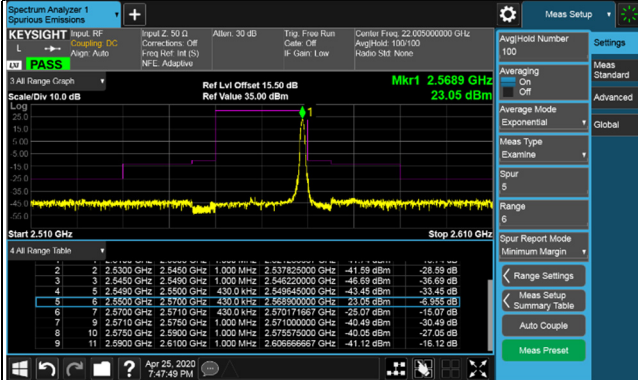 Spectrum Analyzer 1
Spurious Emissions
Meas Setup
KEYSIGHT
L
LXI PASS
Input: RF
Coupling: DC
Align: Auto
Input Z: 50 Ω
Corrections: Off
Freq Ref: Int (S)
NFE: Adaptive
Atten: 30 dB
Trig: Free Run
Gate: Off
IF Gain: Low
Center Freq: 22.005000000 GHz
Avg|Hold: 100/100
Radio Std: None
3 All Range Graph
Scale/Div 10.0 dB
Ref Lvl Offset 15.50 dB
Ref Value 35.00 dBm
Mkr1 2.5689 GHz
23.05 dBm
Log
25.0
15.0
5.00
-5.00
-15.0
-25.0
-35.0
-45.0
-55.0
1
Start 2.510 GHz
Stop 2.610 GHz
4 All Range Table
2 2 2.5300 GHz 2.5450 GHz 1.000 MHz 2.537825000 GHz -41.59 dBm -28.59 dB
3 3 2.5450 GHz 2.5490 GHz 1.000 MHz 2.546220000 GHz -46.69 dBm -36.69 dB
4 4 2.5490 GHz 2.5500 GHz 430.0 kHz 2.549645000 GHz -43.45 dBm -33.45 dB
5 6 2.5500 GHz 2.5700 GHz 430.0 kHz 2.568900000 GHz 23.05 dBm -6.955 dB
6 7 2.5700 GHz 2.5710 GHz 430.0 kHz 2.570171667 GHz -25.07 dBm -15.07 dB
7 9 2.5710 GHz 2.5750 GHz 1.000 MHz 2.571000000 GHz -40.49 dBm -30.49 dB
8 10 2.5750 GHz 2.5900 GHz 1.000 MHz 2.575575000 GHz -40.05 dBm -27.05 dB
9 11 2.5900 GHz 2.6100 GHz 1.000 MHz 2.606666667 GHz -41.12 dBm -16.12 dB
Avg|Hold Number
100
Averaging
On
Off
Average Mode
Exponential
Meas Type
Examine
Spur
5
Range
6
Spur Report Mode
Minimum Margin
Range Settings
Meas Setup
Summary Table
Auto Couple
Meas Preset
Settings
Meas
Standard
Advanced
Global
?
Apr 25, 2020
7:47:49 PM